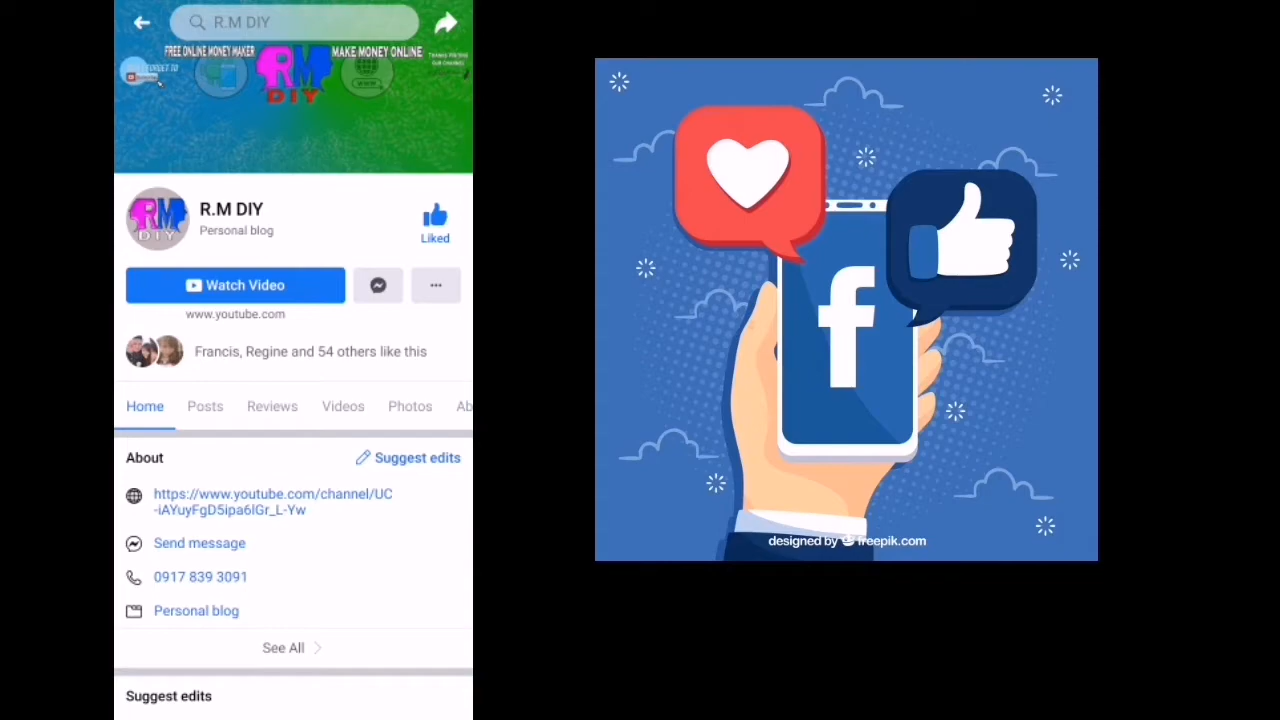 R.M DIY
FREE ONLINE MONEY MAKER
MAKE MONEY ONLINE
RM
DIY
R.M
DIY
R.M DIY
Personal blog
Liked
Watch Video
www.youtube.com
Francis, Regine and 54 others like this
Home Posts Reviews Videos Photos Ab
About
Suggest edits
https://www.youtube.com/channel/UC
-iAYuyFgD5ipa6lGr_L-Yw
Send message
0917 839 3091
Personal blog
See All
Suggest edits
f
designed by freepik.com